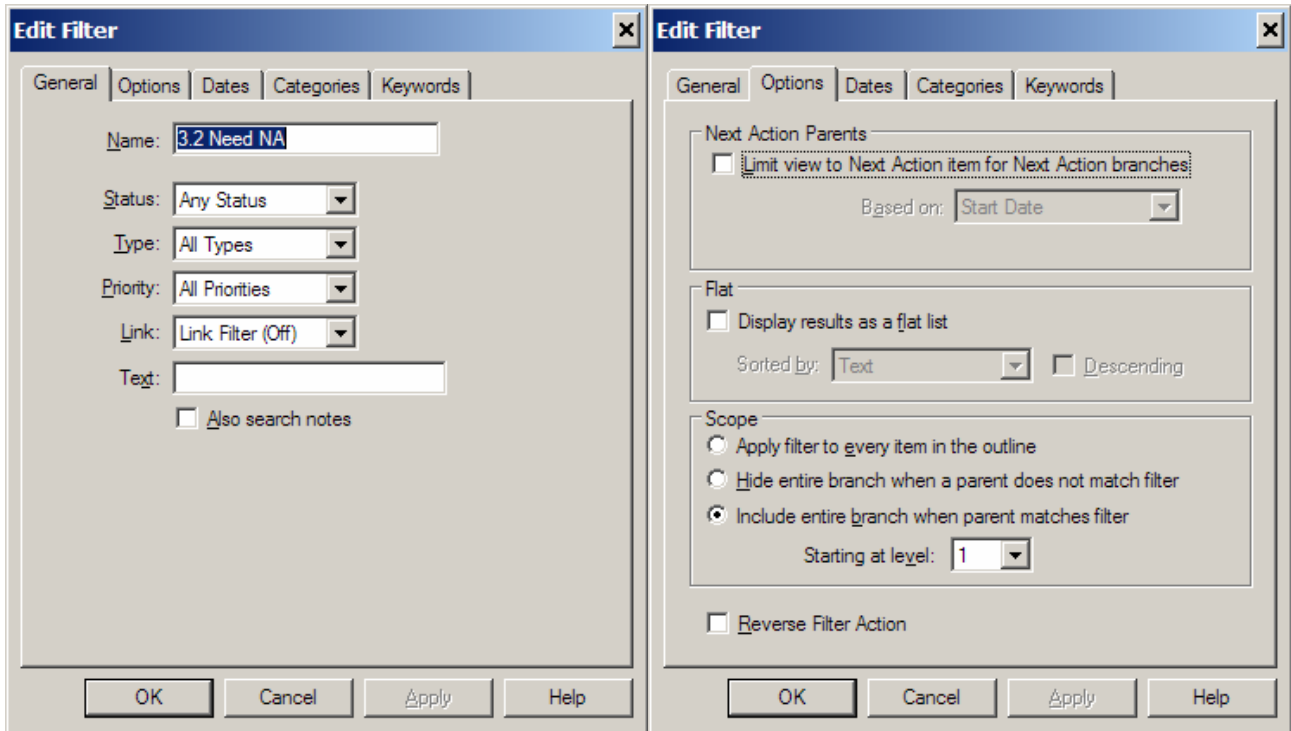 Edit Filter
General Options Dates Categories Keywords
Name: 3.2 Need NA
Status: Any Status
Type: All Types
Priority: All Priorities
Link: Link Filter (Off)
Text:
Also search notes
OK Cancel Apply Help
Edit Filter
General Options Dates Categories Keywords
Next Action Parents
Limit view to Next Action item for Next Action branches
Based on: Start Date
Flat
Display results as a flat list
Sorted by: Text Descending
Scope
Apply filter to every item in the outline
Hide entire branch when a parent does not match filter
Include entire branch when parent matches filter
Starting at level: 1
Reverse Filter Action
OK Cancel Apply Help